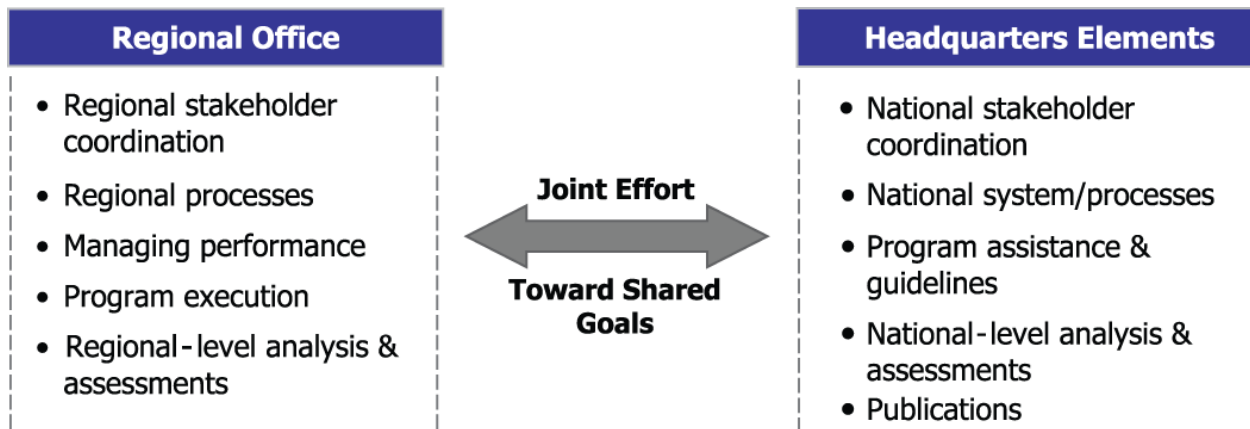 Regional Office
• Regional stakeholder
coordination
• Regional processes
• Managing performance
• Program execution
• Regional-level analysis &
assessments
Joint Effort
Toward Shared
Goals
Headquarters Elements
• National stakeholder
coordination
• National system/processes
• Program assistance &
guidelines
• National-level analysis &
assessments
• Publications